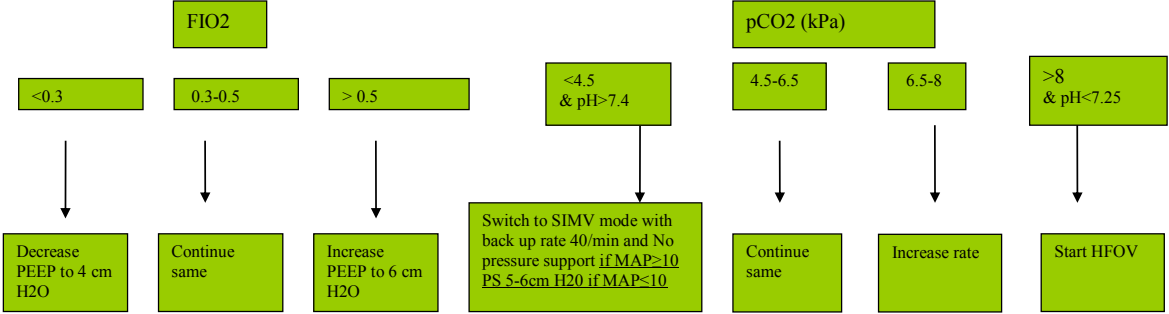 FIO2
pCO2 (kPa)
<0.3
0.3-0.5
> 0.5
<4.5
& pH>7.4
4.5-6.5
6.5-8
>8
& pH<7.25
Decrease
PEEP to 4 cm
H2O
Continue
same
Increase
PEEP to 6 cm
H2O
Switch to SIMV mode with
back up rate 40/min and No
pressure support if MAP≥10
PS 5-6cm H20 if MAP≤10
Continue
same
Increase rate
Start HFOV